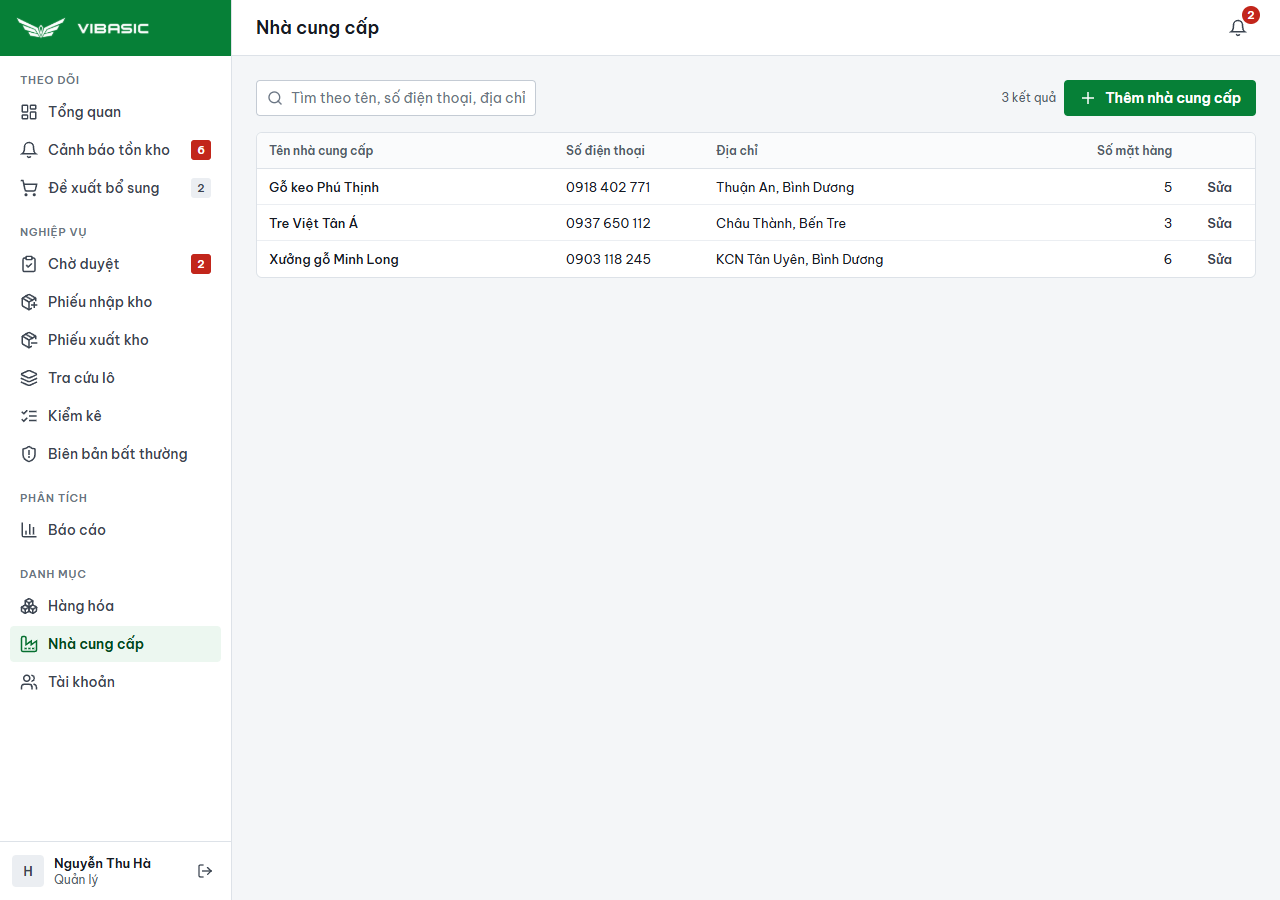 VIBASIC
Nhà cung cấp
2
THEO DÕI
Tổng quan
Cảnh báo tồn kho 6
Đề xuất bổ sung 2
NGHIỆP VỤ
Chờ duyệt 2
Phiếu nhập kho
Phiếu xuất kho
Tra cứu lô
Kiểm kê
Biên bản bất thường
PHÂN TÍCH
Báo cáo
DANH MỤC
Hàng hóa
Nhà cung cấp
Tài khoản
H
Nguyễn Thu Hà
Quản lý
Tìm theo tên, số điện thoại, địa chỉ
3 kết quả
Thêm nhà cung cấp
Tên nhà cung cấp Số điện thoại Địa chỉ Số mặt hàng
Gỗ keo Phú Thịnh 0918 402 771 Thuận An, Bình Dương 5 Sửa
Tre Việt Tân Á 0937 650 112 Châu Thành, Bến Tre 3 Sửa
Xưởng gỗ Minh Long 0903 118 245 KCN Tân Uyên, Bình Dương 6 Sửa